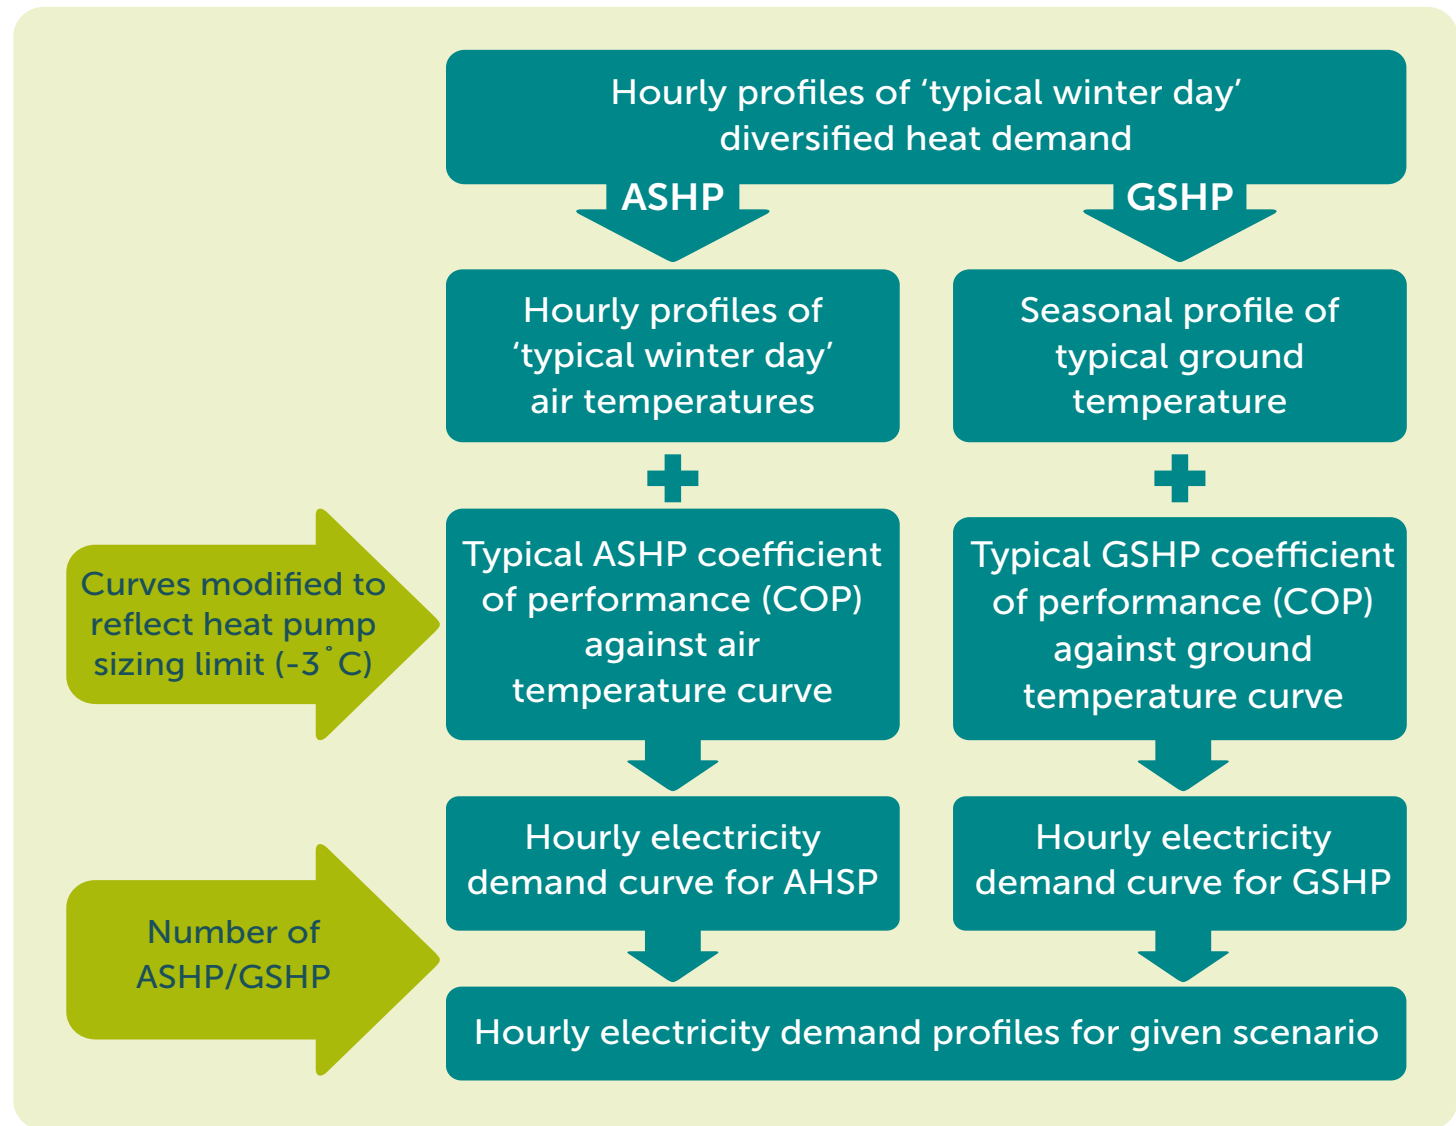 Hourly profiles of ‘typical winter day’
diversified heat demand
ASHP
GSHP
Hourly profiles of
‘typical winter day’
air temperatures
Seasonal profile of
typical ground
temperature
Curves modified to
reflect heat pump
sizing limit (-3˚C)
Typical ASHP coefficient
of performance (COP)
against air
temperature curve
Typical GSHP coefficient
of performance (COP)
against ground
temperature curve
Hourly electricity
demand curve for AHSP
Hourly electricity
demand curve for GSHP
Number of
ASHP/GSHP
Hourly electricity demand profiles for given scenario